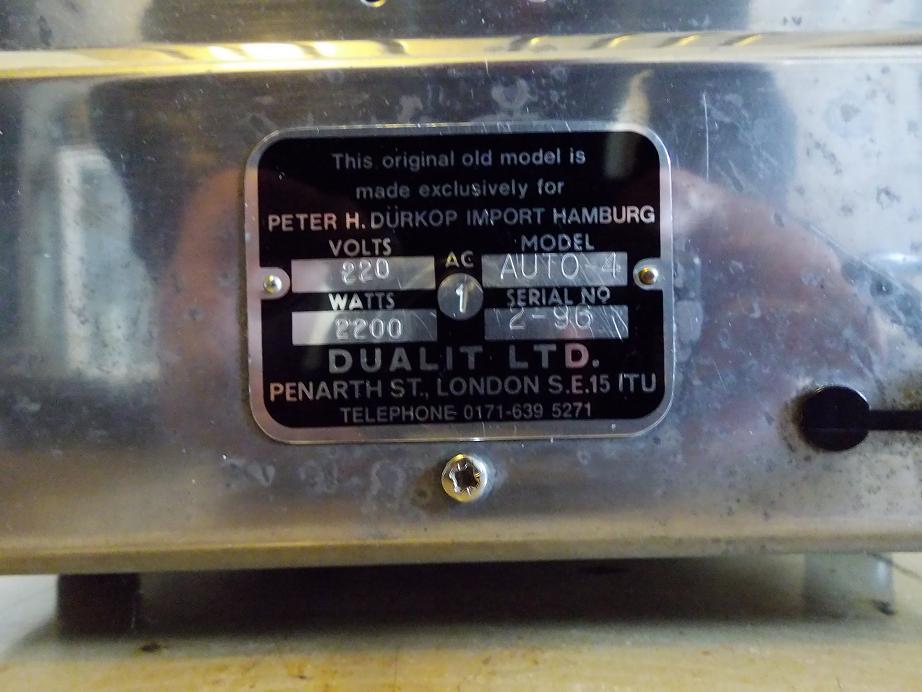 This original old model is
made exclusively for
PETER H. DÜRKOP IMPORT HAMBURG
VOLTS MODEL
220 AC AUTO-4
WATTS 1 SERIAL NO
2200 2-96
DUALIT LTD.
PENARTH ST., LONDON S.E.15 1TU
TELEPHONE 0171-639 5271